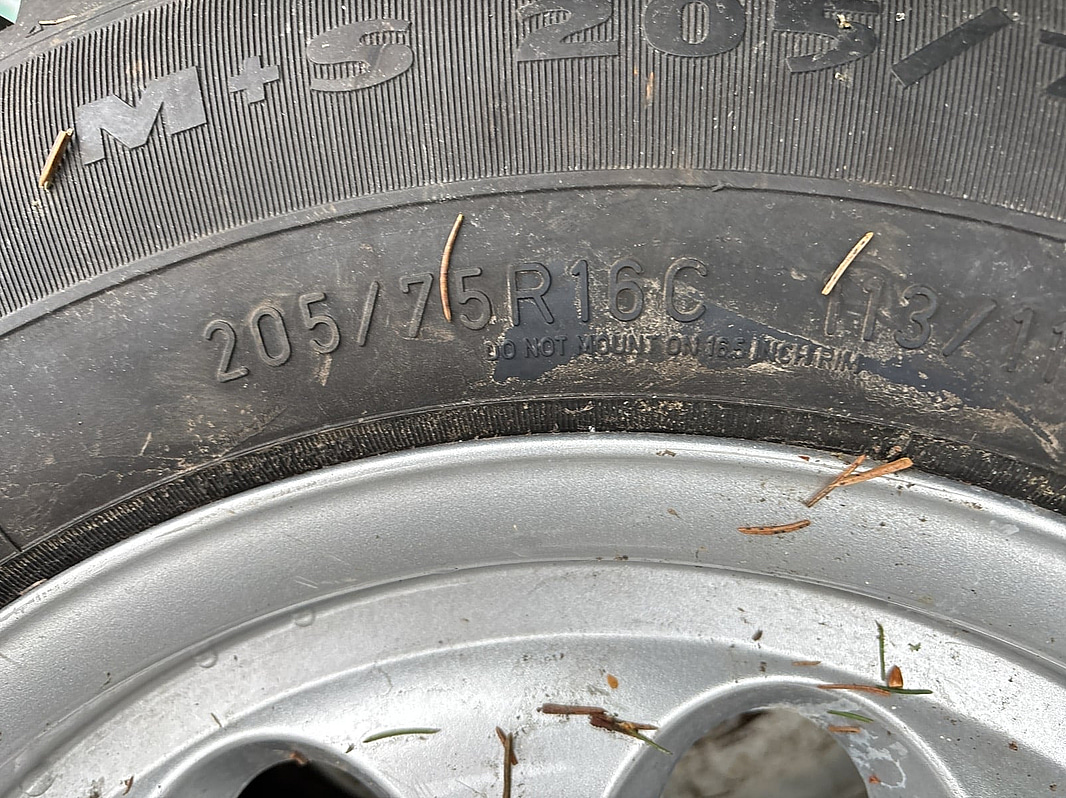 M+S 205/
205/75R16C 113/11
DO NOT MOUNT ON 16.5 INCH RIM